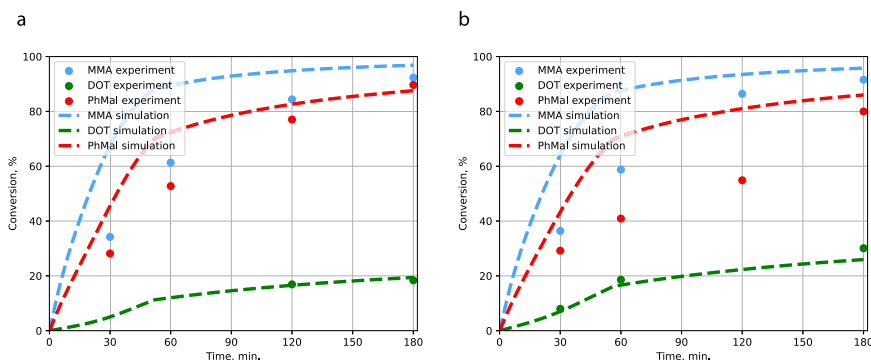 a
100
80
60
40
20
0
Conversion, %
MMA experiment
DOT experiment
PhMal experiment
MMA simulation
DOT simulation
PhMal simulation
0 30 60 90 120 150 180
Time, min.
b
100
80
60
40
20
0
Conversion, %
MMA experiment
DOT experiment
PhMal experiment
MMA simulation
DOT simulation
PhMal simulation
0 30 60 90 120 150 180
Time, min.